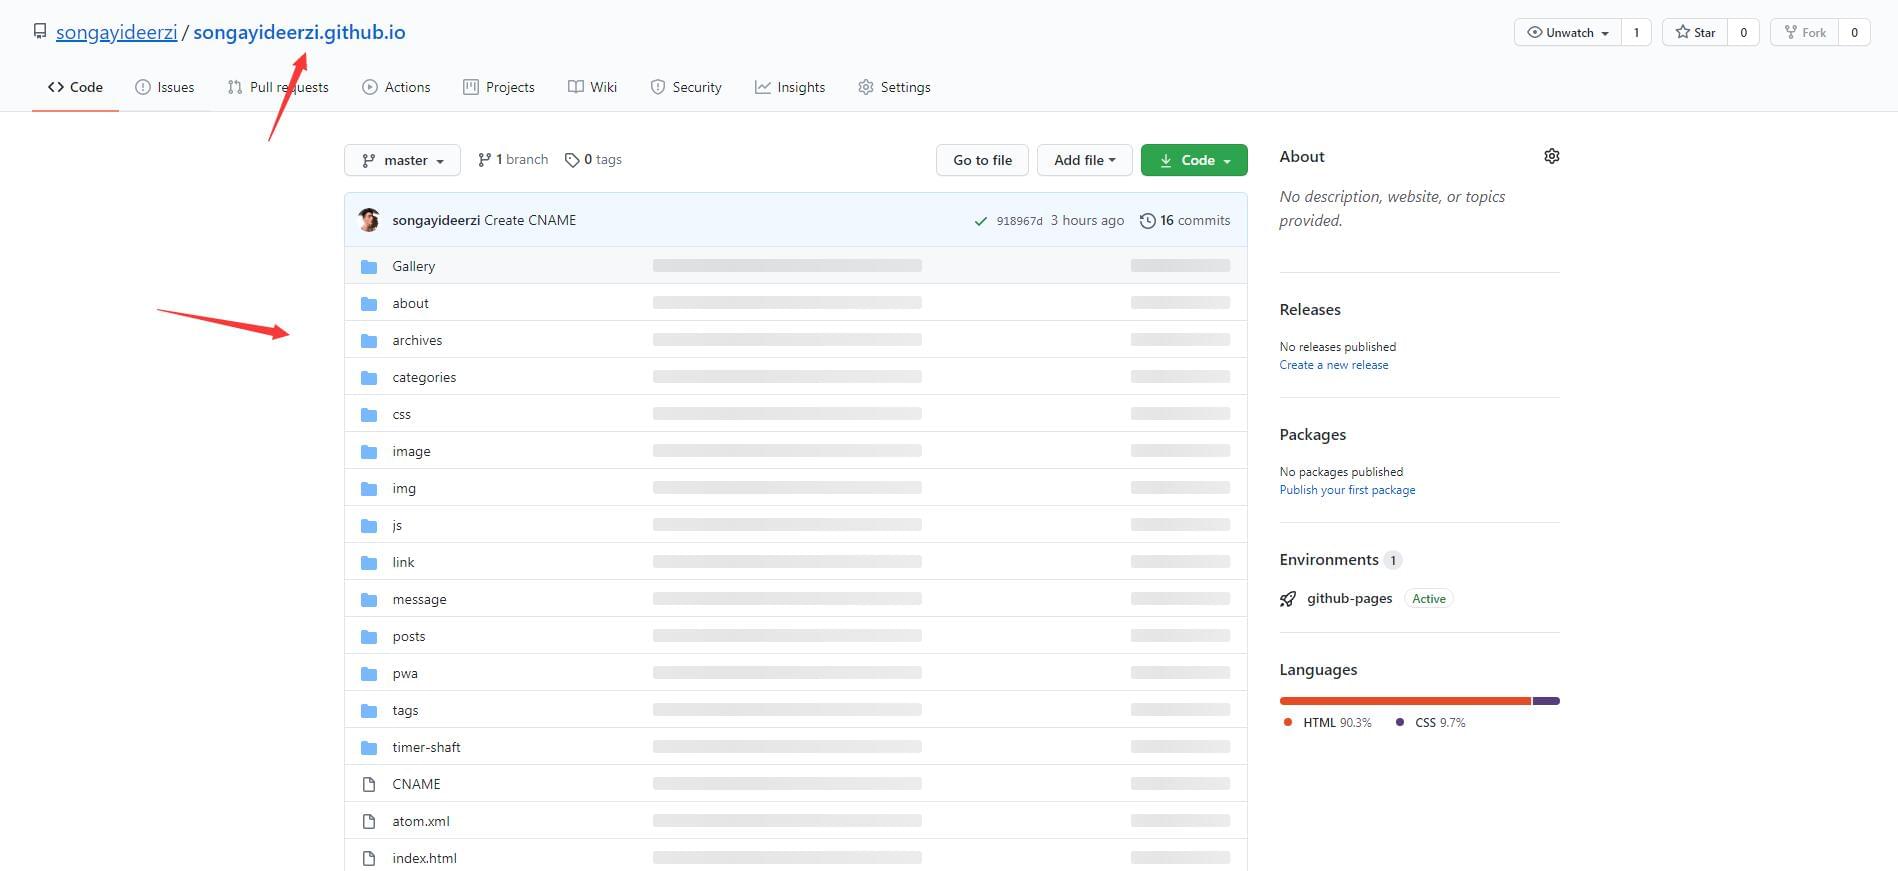 songayideerzi / songayideerzi.github.io
Unwatch 1 Star 0 Fork 0
Code Issues Pull requests Actions Projects Wiki Security Insights Settings
master 1 branch 0 tags Go to file Add file Code
songayideerzi Create CNAME 918967d 3 hours ago 16 commits
Gallery
about
archives
categories
css
image
img
js
link
message
posts
pwa
tags
timer-shaft
CNAME
atom.xml
index.html
About
No description, website, or topics
provided.
Releases
No releases published
Create a new release
Packages
No packages published
Publish your first package
Environments 1
github-pages Active
Languages
HTML 90.3% CSS 9.7%